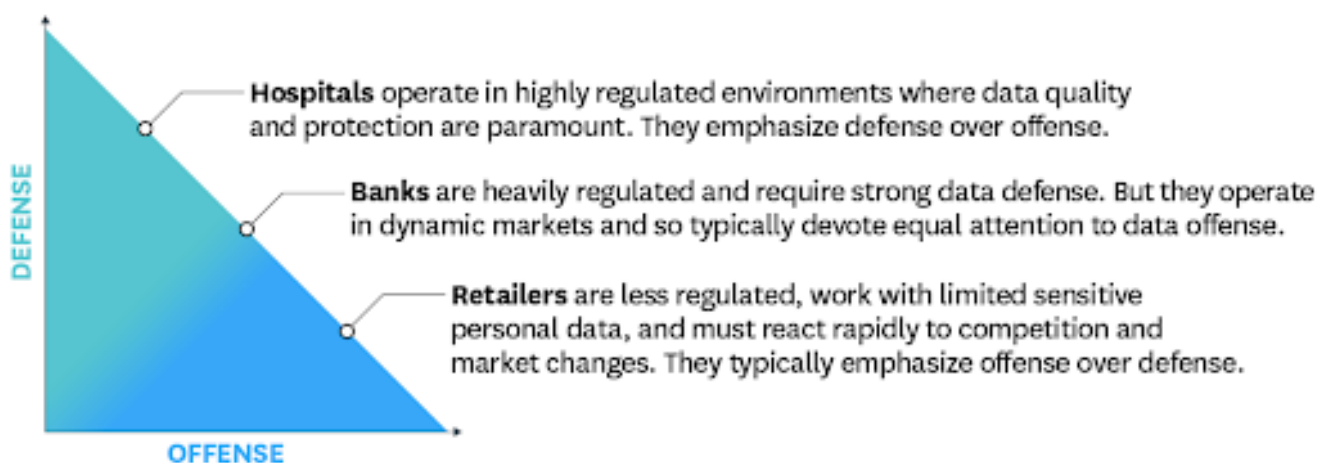 Hospitals operate in highly regulated environments where data quality
and protection are paramount. They emphasize defense over offense.
DEFENSE
Banks are heavily regulated and require strong data defense. But they operate
in dynamic markets and so typically devote equal attention to data offense.
Retailers are less regulated, work with limited sensitive
personal data, and must react rapidly to competition and
market changes. They typically emphasize offense over defense.
OFFENSE